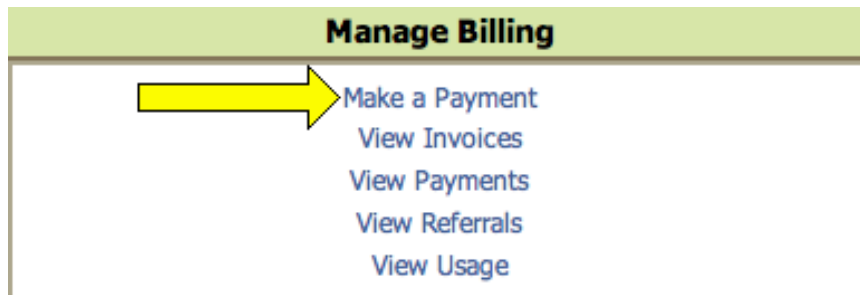 Manage Billing
Make a Payment
View Invoices
View Payments
View Referrals
View Usage